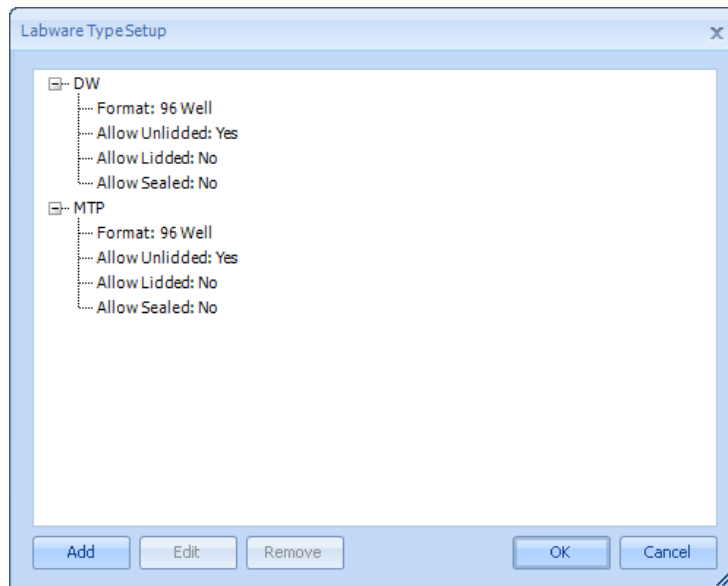 Labware Type Setup
DW
Format: 96 Well
Allow Unlidded: Yes
Allow Lidded: No
Allow Sealed: No
MTP
Format: 96 Well
Allow Unlidded: Yes
Allow Lidded: No
Allow Sealed: No
Add Edit Remove OK Cancel